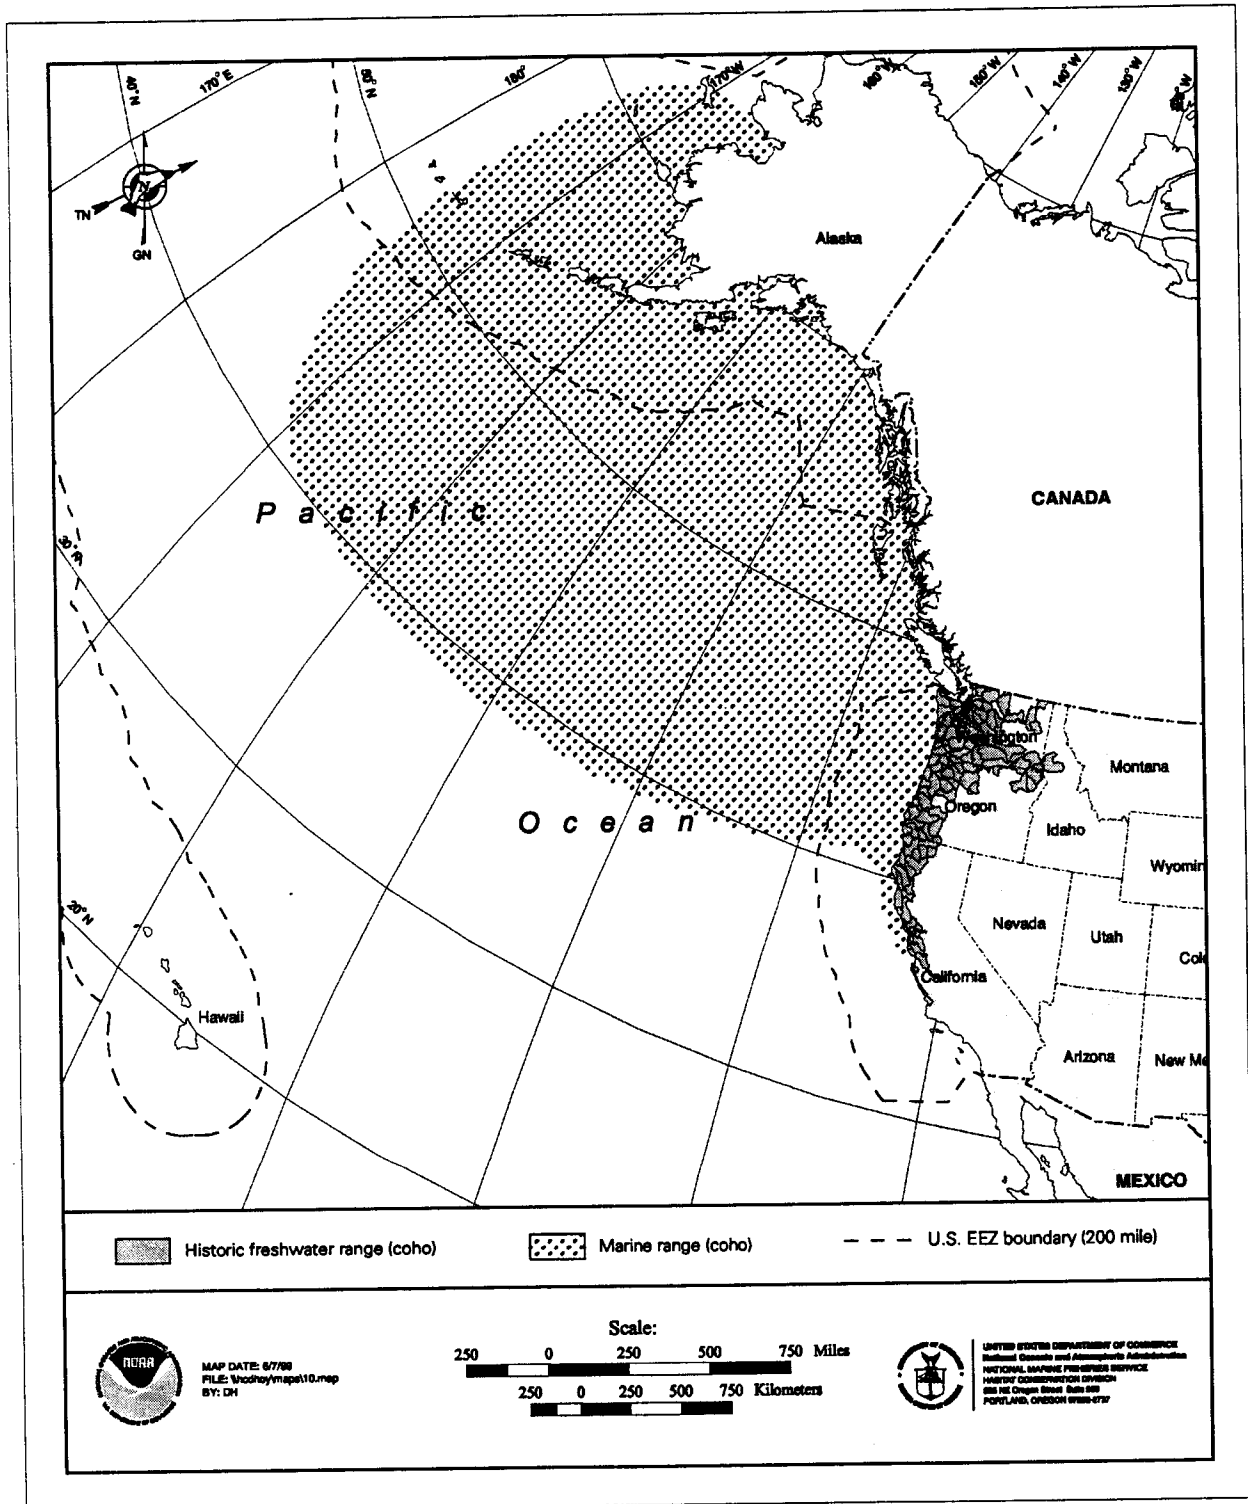 40° N
170° E
50° N
180°
170° W
160° W
150° W
140° W
130° W
N
TN
GN
Alaska
CANADA
Pacific
30° N
Washington
Montana
Oregon
Idaho
Ocean
Wyomin
20° N
Nevada
Utah
Col
California
Hawaii
Arizona
New Me
MEXICO
Historic freshwater range (coho)
Marine range (coho)
U.S. EEZ boundary (200 mile)
Scale:
250 0 250 500 750 Miles
250 0 250 500 750 Kilometers
NOAA
MAP DATE: 6/7/99
BY: DH
UNITED STATES DEPARTMENT OF COMMERCE
National Oceanic and Atmospheric Administration
NATIONAL MARINE FISHERIES SERVICE
HABITAT CONSERVATION DIVISION
PORTLAND, OREGON